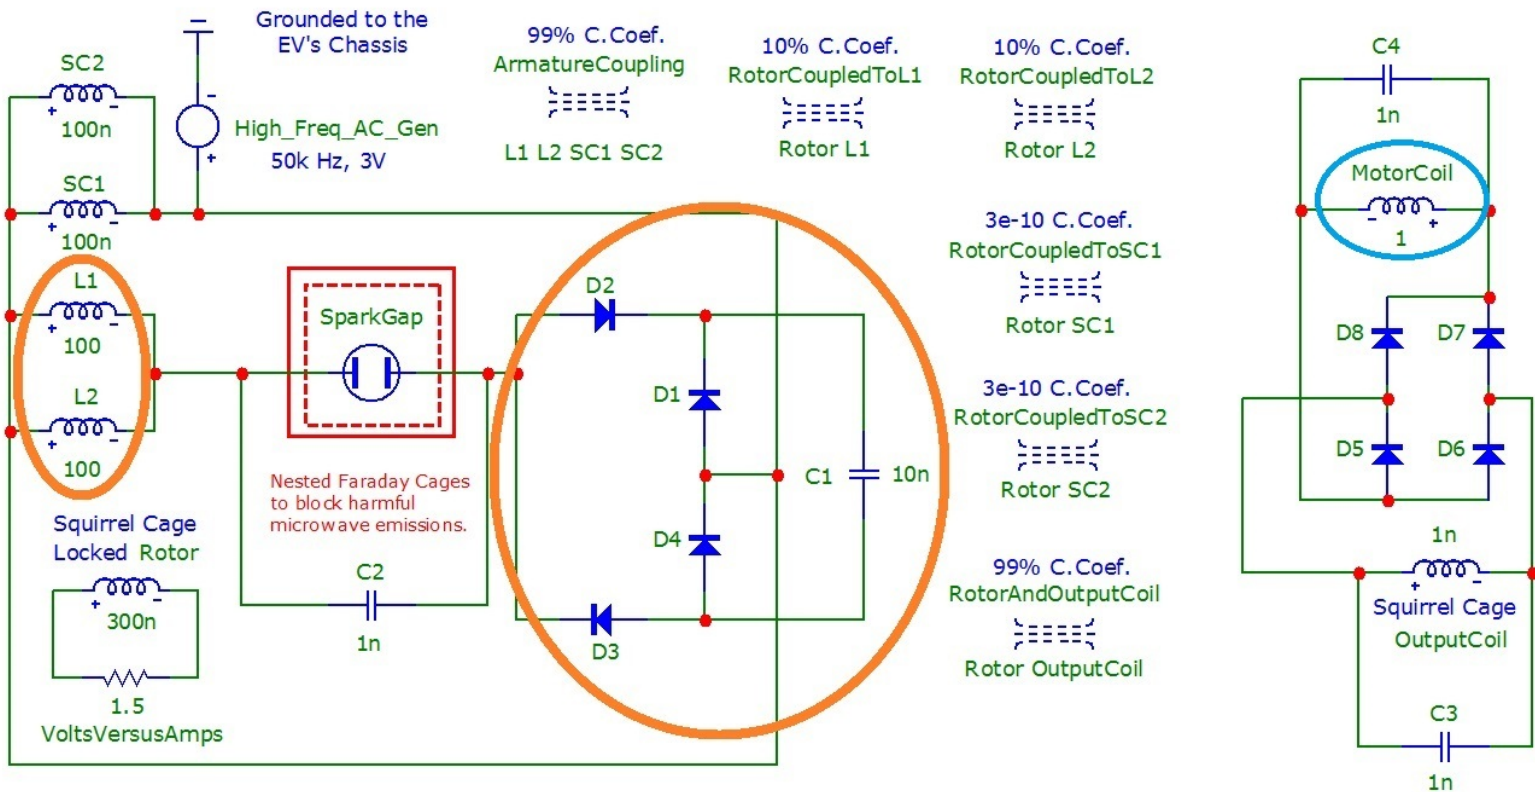 Grounded to the
EV's Chassis
SC2
100n
High_Freq_AC_Gen
50k Hz, 3V
SC1
100n
L1
100
L2
100
SparkGap
Nested Faraday Cages
to block harmful
microwave emissions.
C2
1n
Squirrel Cage
Locked Rotor
300n
1.5
VoltsVersusAmps
D2
D1
D4
D3
C1
10n
99% C.Coef.
ArmatureCoupling
L1 L2 SC1 SC2
10% C.Coef.
RotorCoupledToL1
Rotor L1
10% C.Coef.
RotorCoupledToL2
Rotor L2
3e-10 C.Coef.
RotorCoupledToSC1
Rotor SC1
3e-10 C.Coef.
RotorCoupledToSC2
Rotor SC2
99% C.Coef.
RotorAndOutputCoil
Rotor OutputCoil
C4
1n
MotorCoil
1
D8
D7
D5
D6
1n
Squirrel Cage
OutputCoil
C3
1n